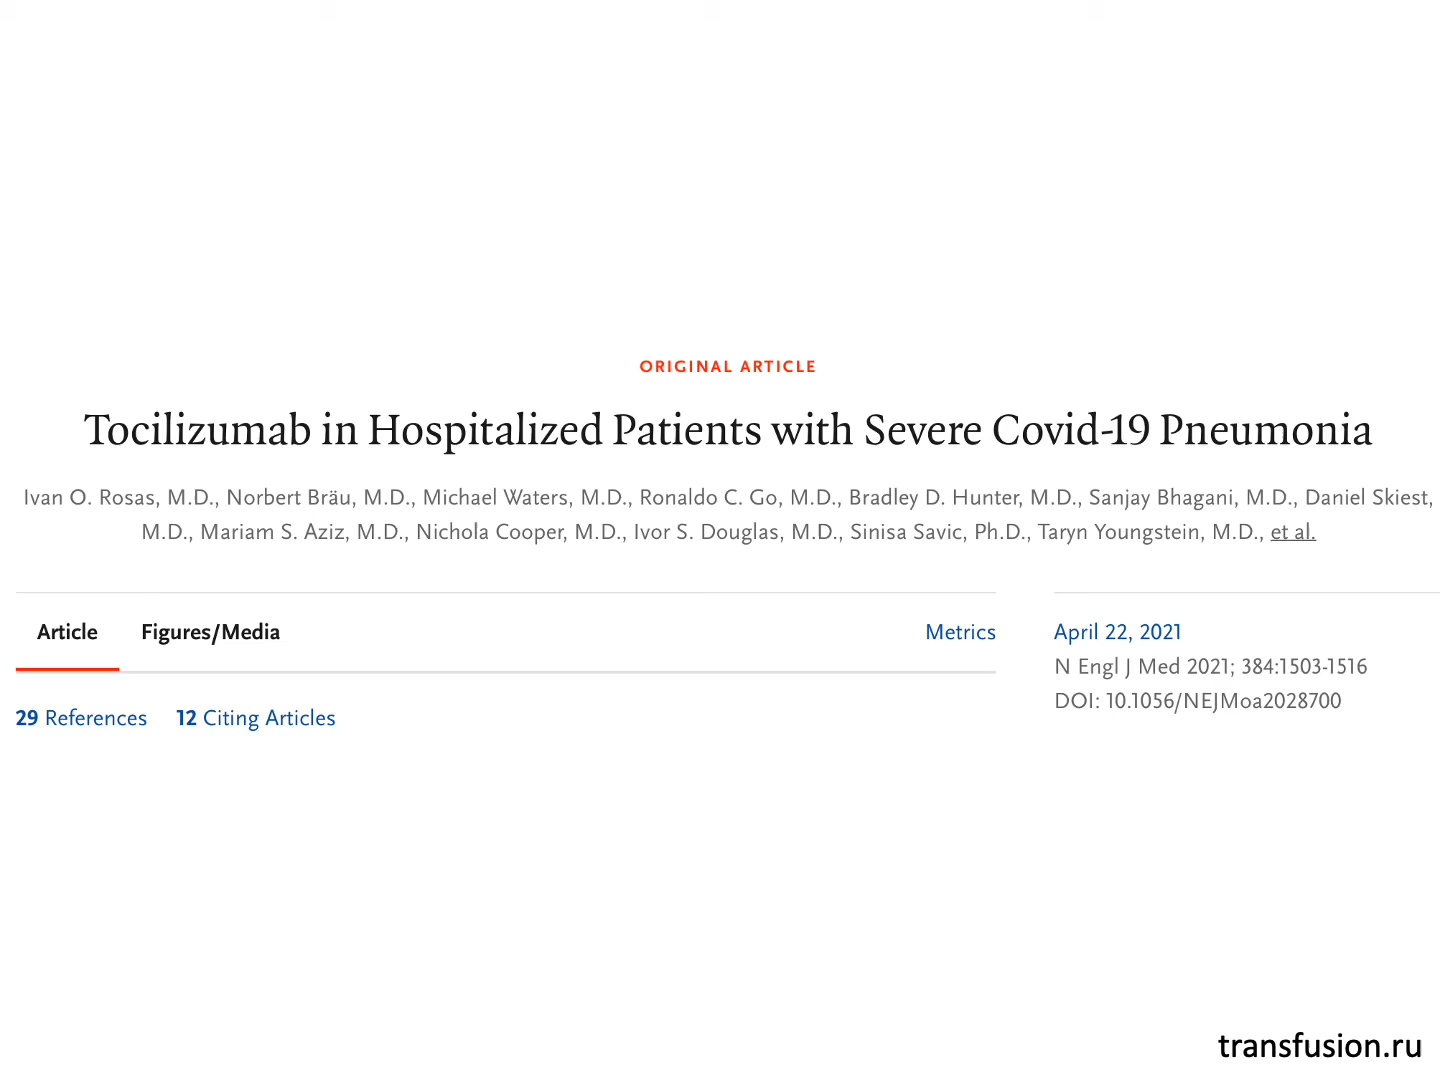 ORIGINAL ARTICLE
Tocilizumab in Hospitalized Patients with Severe Covid-19 Pneumonia
Ivan O. Rosas, M.D., Norbert Bräu, M.D., Michael Waters, M.D., Ronaldo C. Go, M.D., Bradley D. Hunter, M.D., Sanjay Bhagani, M.D., Daniel Skiest,
M.D., Mariam S. Aziz, M.D., Nichola Cooper, M.D., Ivor S. Douglas, M.D., Sinisa Savic, Ph.D., Taryn Youngstein, M.D., et al.
Article Figures/Media Metrics
29 References 12 Citing Articles
April 22, 2021
N Engl J Med 2021; 384:1503-1516
DOI: 10.1056/NEJMoa2028700
transfusion.ru